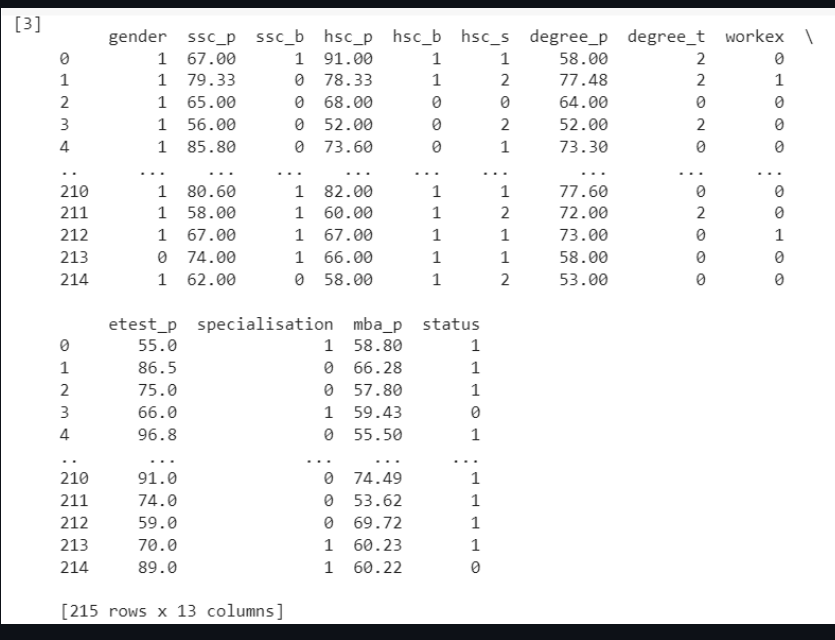 [3]
gender ssc_p ssc_b hsc_p hsc_b hsc_s degree_p degree_t workex \
0 1 67.00 1 91.00 1 1 58.00 2 0
1 1 79.33 0 78.33 1 2 77.48 2 1
2 1 65.00 0 68.00 0 0 64.00 0 0
3 1 56.00 0 52.00 0 2 52.00 2 0
4 1 85.80 0 73.60 0 1 73.30 0 0
.. ... ... ... ... ... ... ... ... ...
210 1 80.60 1 82.00 1 1 77.60 0 0
211 1 58.00 1 60.00 1 2 72.00 2 0
212 1 67.00 1 67.00 1 1 73.00 0 1
213 0 74.00 1 66.00 1 1 58.00 0 0
214 1 62.00 0 58.00 1 2 53.00 0 0
etest_p specialisation mba_p status
0 55.0 1 58.80 1
1 86.5 0 66.28 1
2 75.0 0 57.80 1
3 66.0 1 59.43 0
4 96.8 0 55.50 1
.. ... ... ... ...
210 91.0 0 74.49 1
211 74.0 0 53.62 1
212 59.0 0 69.72 1
213 70.0 1 60.23 1
214 89.0 1 60.22 0
[215 rows x 13 columns]